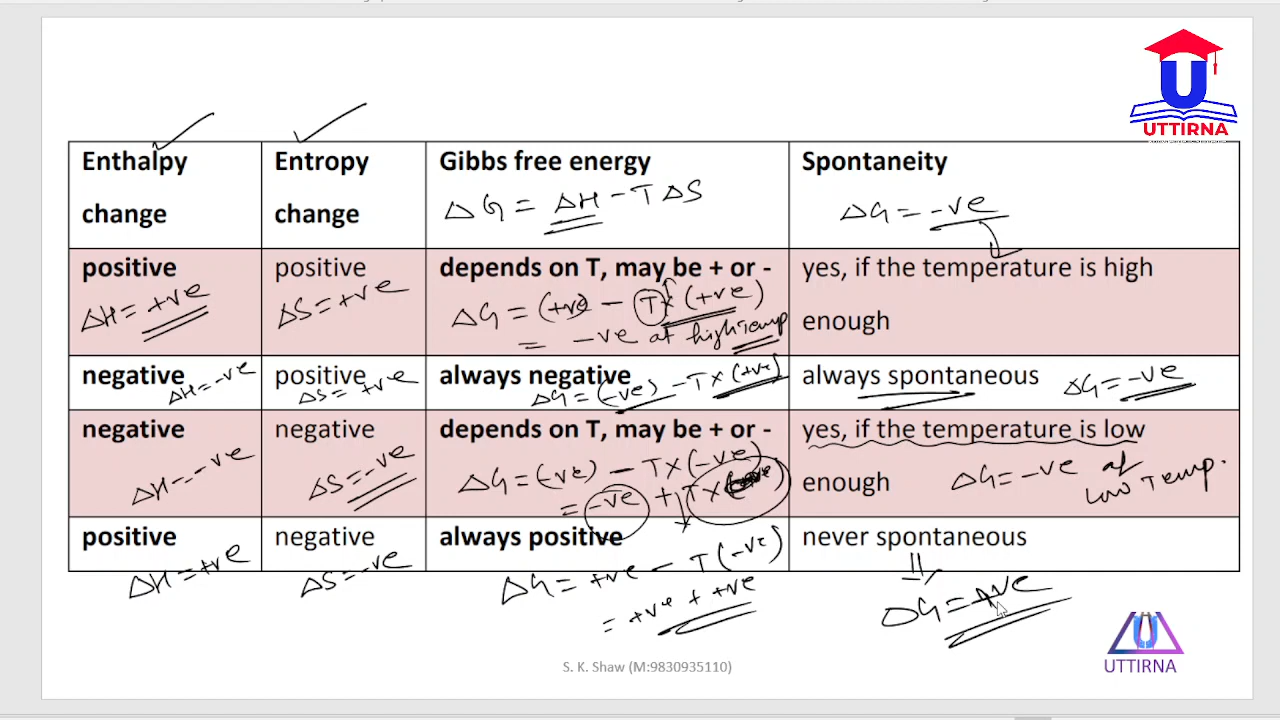 UTTIRNA
Enthalpy change
Entropy change
Gibbs free energy
ΔG = ΔH - TΔS
Spontaneity
ΔG = -ve
positive
ΔH = +ve
positive
ΔS = +ve
depends on T, may be + or -
ΔG = (+ve) - T×(+ve)
= -ve at high Temp
yes, if the temperature is high
enough
negative ΔH = -ve
positive
ΔS = +ve
always negative
ΔG = (-ve) - T×(+ve)
always spontaneous ΔG = -ve
negative
ΔH = -ve
negative
ΔS = -ve
depends on T, may be + or -
ΔG = (-ve) - T×(-ve)
= -ve + T×
yes, if the temperature is low
enough ΔG = -ve at
Low Temp.
positive
ΔH = +ve
negative
ΔS = -ve
always positive
ΔG = +ve - T(-ve)
= +ve + +ve
never spontaneous
ΔG = +ve
S. K. Shaw (M:9830935110)
UTTIRNA